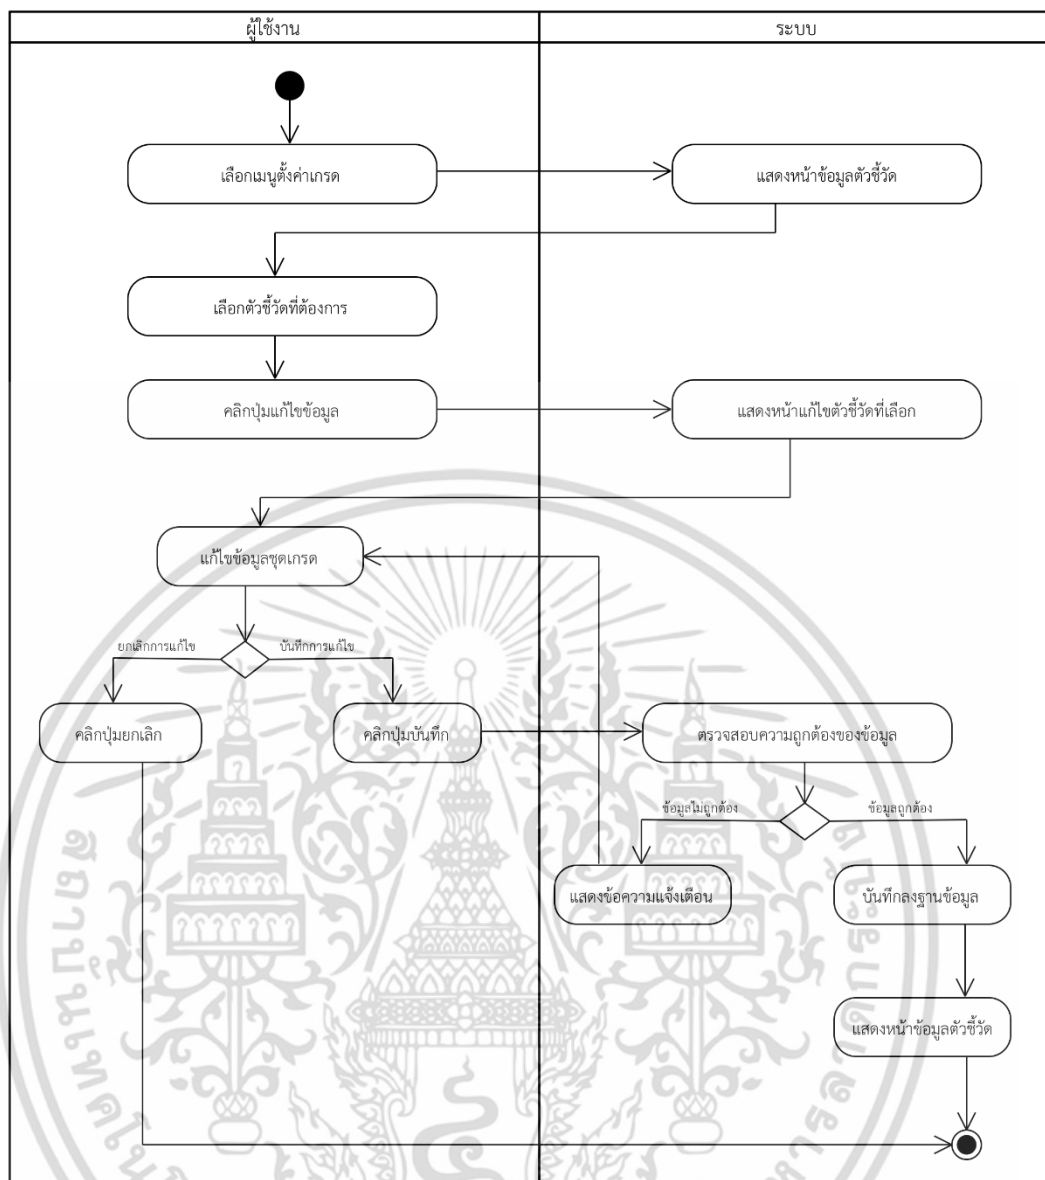 ผู้ใช้งาน
ระบบ
เลือกเมนูตั้งค่าเกรด
แสดงหน้าข้อมูลตัวชี้วัด
เลือกตัวชี้วัดที่ต้องการ
คลิกปุ่มแก้ไขข้อมูล
แสดงหน้าแก้ไขตัวชี้วัดที่เลือก
แก้ไขข้อมูลชุดเกรด
ยกเลิกการแก้ไข
บันทึกการแก้ไข
คลิกปุ่มยกเลิก
คลิกปุ่มบันทึก
ตรวจสอบความถูกต้องของข้อมูล
ข้อมูลไม่ถูกต้อง
ข้อมูลถูกต้อง
แสดงข้อความแจ้งเตือน
บันทึกลงฐานข้อมูล
แสดงหน้าข้อมูลตัวชี้วัด